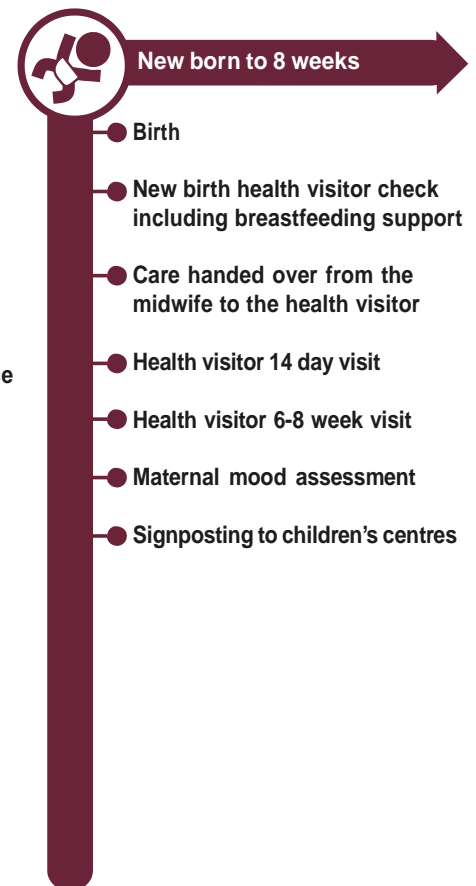 New born to 8 weeks
Birth
New birth health visitor check
including breastfeeding support
Care handed over from the
midwife to the health visitor
Health visitor 14 day visit
Health visitor 6-8 week visit
Maternal mood assessment
Signposting to children's centres